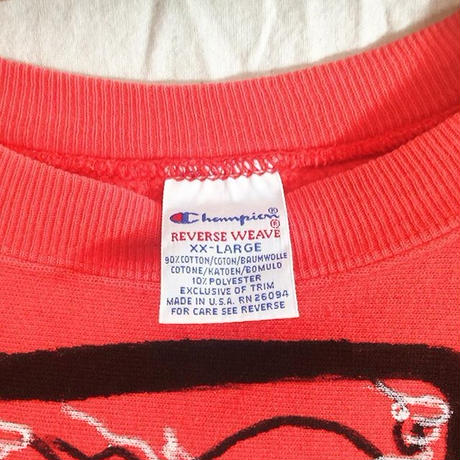 Champion®
REVERSE WEAVE®
XX-LARGE
90% COTTON/COTON/BAUMWOLLE
COTONE/KATOEN/BOMULO
10% POLYESTER
EXCLUSIVE OF TRIM
MADE IN U.S.A. RN 26094
FOR CARE SEE REVERSE